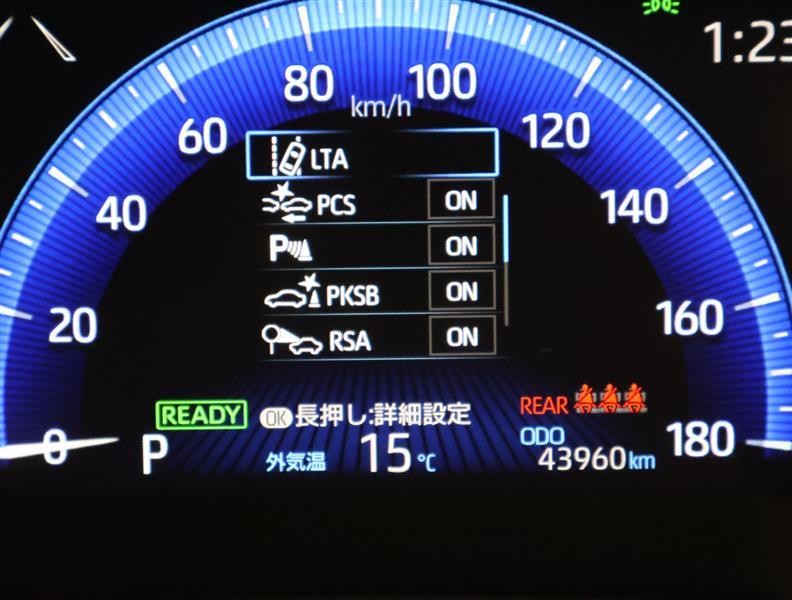 1:23
80
100
km/h
60
120
LTA
40
PCS ON
140
P ON
PKSB ON
20
160
RSA ON
READY
OK 長押し:詳細設定
REAR
0
P
外気温 15℃
ODO
43960km
180